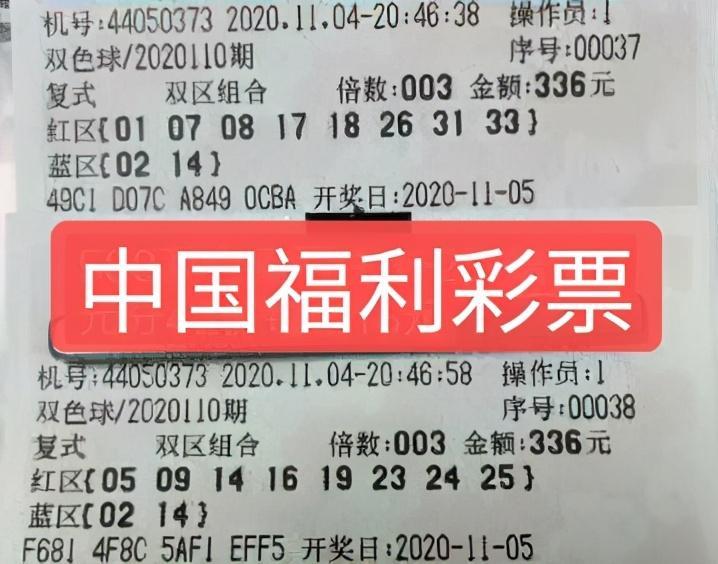 机号:44050373 2020.11.04-20:46:38 操作员:1
双色球/2020110期 序号:00037
复式 双区组合 倍数:003 金额:336元
红区{01 07 08 17 18 26 31 33}
蓝区{02 14}
49C1 D07C A849 0CBA 开奖日:2020-11-05
中国福利彩票
机号:44050373 2020.11.04-20:46:58 操作员:1
双色球/2020110期 序号:00038
复式 双区组合 倍数:003 金额:336元
红区{05 09 14 16 19 23 24 25}
蓝区{02 14}
F681 4F8C 5AF1 EFF5 开奖日:2020-11-05